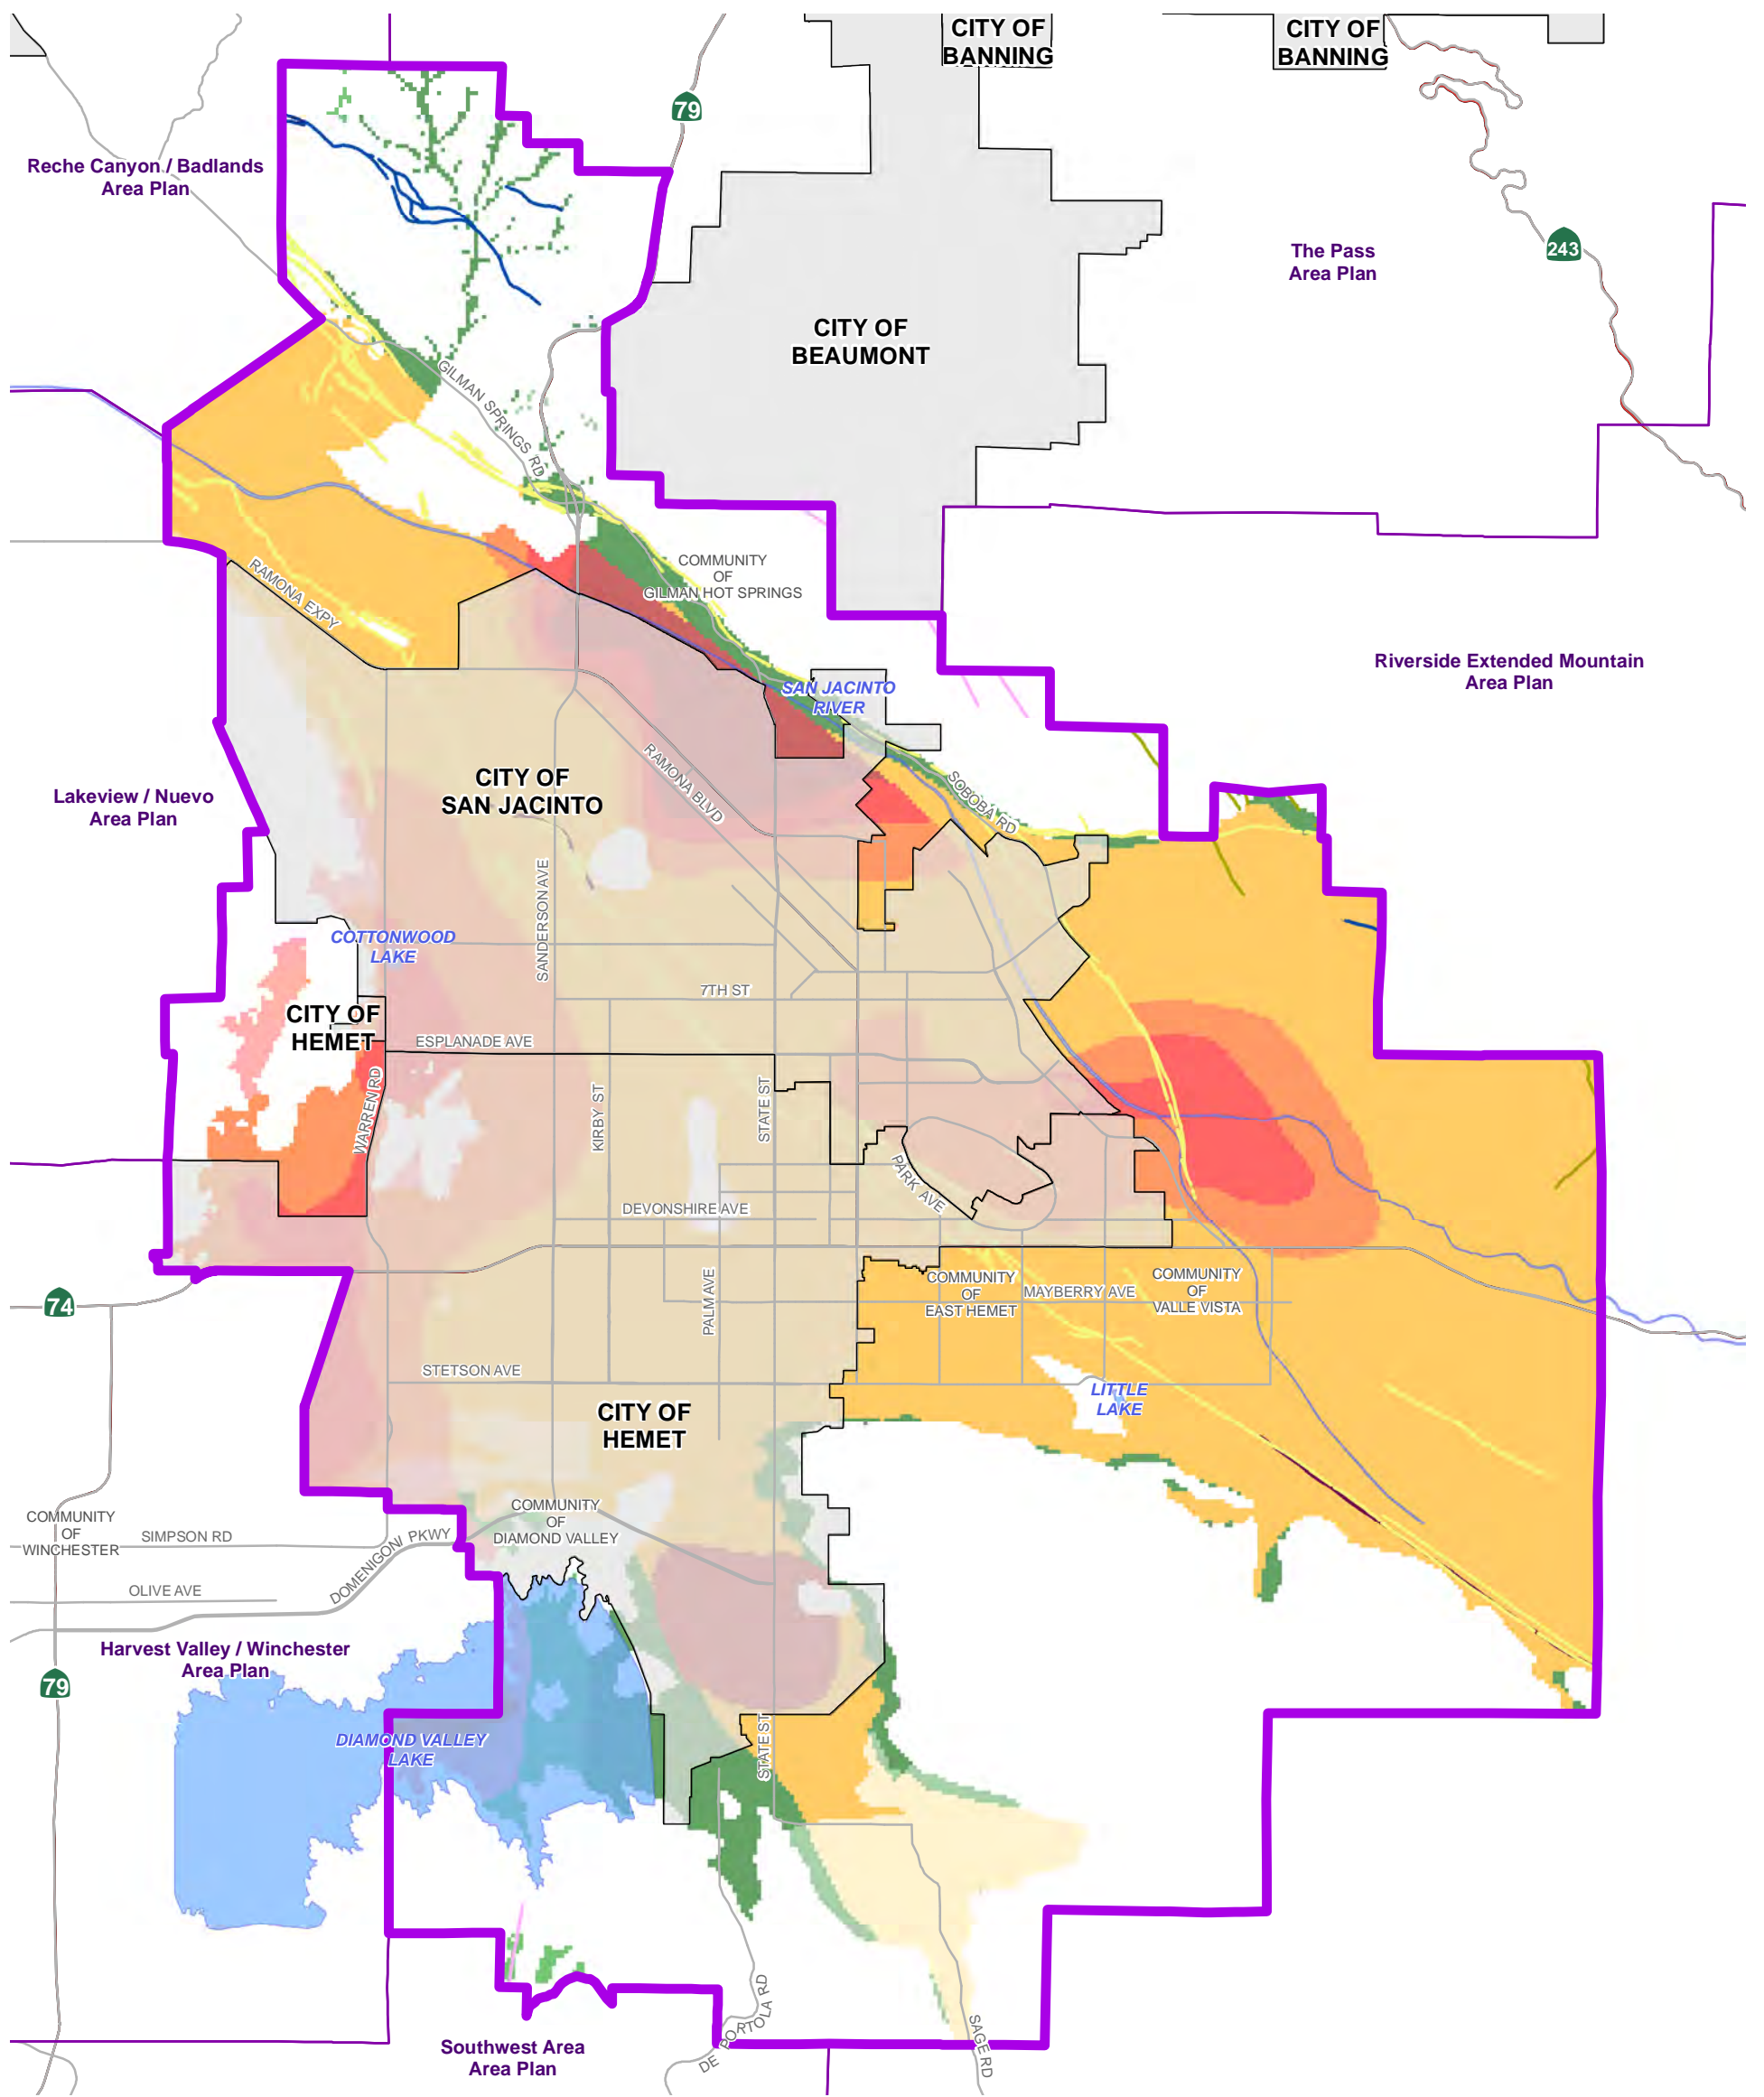 CITY OF
BANNING
CITY OF
BANNING
79
Reche Canyon / Badlands
Area Plan
243
The Pass
Area Plan
CITY OF
BEAUMONT
GILMAN SPRINGS RD
COMMUNITY
OF
GILMAN HOT SPRINGS
RAMONA EXPY
Riverside Extended Mountain
Area Plan
SAN JACINTO
RIVER
RAMONA BLVD
SOBOBA RD
CITY OF
SAN JACINTO
Lakeview / Nuevo
Area Plan
SANDERSON AVE
COTTONWOOD
LAKE
7TH ST
CITY OF
HEMET
ESPLANADE AVE
WARREN RD
KIRBY ST
STATE ST
PARK AVE
DEVONSHIRE AVE
COMMUNITY
OF
EAST HEMET
MAYBERRY AVE
COMMUNITY
OF
VALLE VISTA
74
PALM AVE
STETSON AVE
LITTLE
LAKE
CITY OF
HEMET
COMMUNITY
OF
DIAMOND VALLEY
COMMUNITY
OF
WINCHESTER
SIMPSON RD
DOMENIGONI PKWY
OLIVE AVE
Harvest Valley / Winchester
Area Plan
79
DIAMOND VALLEY
LAKE
STATE ST
DE PORTOLA RD
SAGE RD
Southwest Area
Area Plan